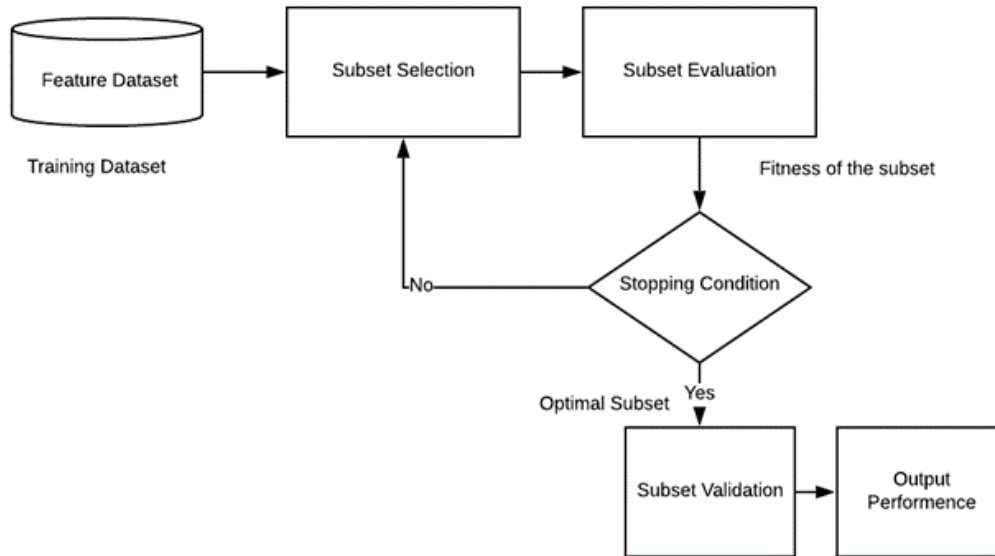 Feature Dataset
Subset Selection
Subset Evaluation
Training Dataset
Fitness of the subset
Stopping Condition
No
Yes
Optimal Subset
Subset Validation
Output
Performence